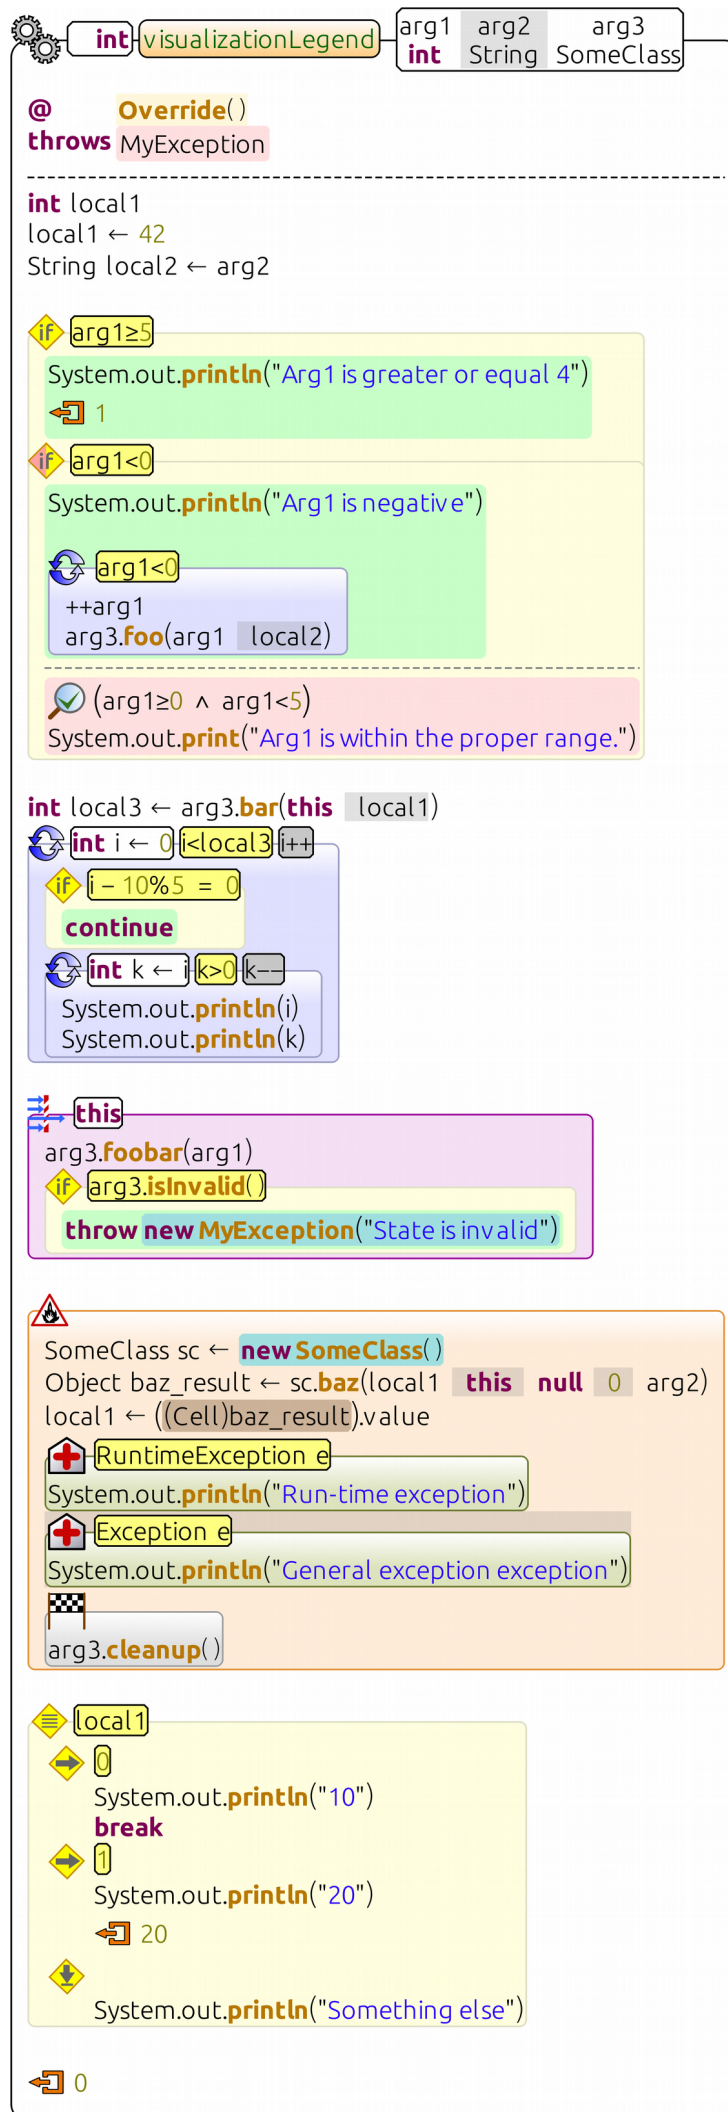 int visualizationLegend arg1 arg2 arg3
int String SomeClass
@ Override()
throws MyException
int local1
local1 ← 42
String local2 ← arg2
if arg1≥5
System.out.println("Arg1 is greater or equal 4")
1
if arg1<0
System.out.println("Arg1 is negative")
arg1<0
++arg1
arg3.foo(arg1 local2)
(arg1≥0 ∧ arg1<5)
System.out.print("Arg1 is within the proper range.")
int local3 ← arg3.bar(this local1)
int i ← 0 i<local3 i++
if i − 10%5 = 0
continue
int k ← i k>0 k−−
System.out.println(i)
System.out.println(k)
this
arg3.foobar(arg1)
if arg3.isInvalid()
throw new MyException("State is invalid")
SomeClass sc ← new SomeClass()
Object baz_result ← sc.baz(local1 this null 0 arg2)
local1 ← ((Cell)baz_result).value
RuntimeException e
System.out.println("Run-time exception")
Exception e
System.out.println("General exception exception")
arg3.cleanup()
local1
0
System.out.println("10")
break
1
System.out.println("20")
20
System.out.println("Something else")
0